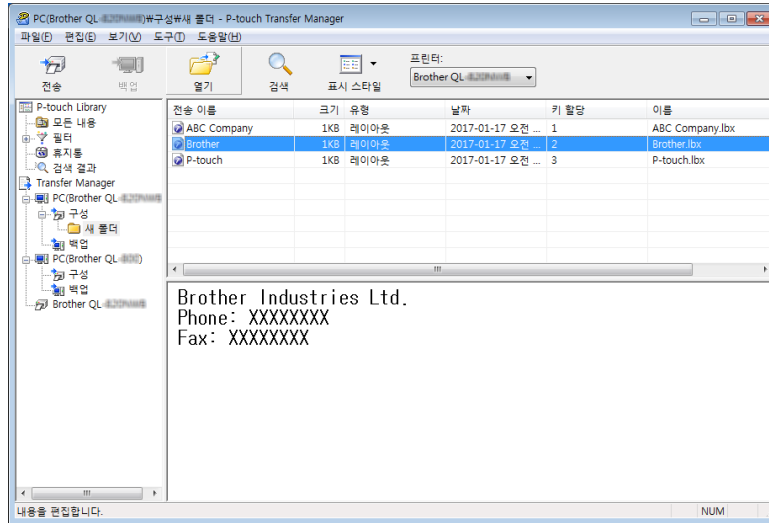 PC(Brother QL-)₩구성₩새 폴더 - P-touch Transfer Manager
파일(F) 편집(E) 보기(V) 도구(T) 도움말(H)
전송 백업 열기 검색 표시 스타일
프린터:
Brother QL-
P-touch Library
모든 내용
필터
휴지통
검색 결과
Transfer Manager
PC(Brother QL-
구성
새 폴더
백업
PC(Brother QL-)
구성
백업
Brother QL-
전송 이름 크기 유형 날짜 키 할당 이름
ABC Company 1KB 레이아웃 2017-01-17 오전 ... 1 ABC Company.lbx
Brother 1KB 레이아웃 2017-01-17 오전 ... 2 Brother.lbx
P-touch 1KB 레이아웃 2017-01-17 오전 ... 3 P-touch.lbx
Brother Industries Ltd.
Phone: XXXXXXXX
Fax: XXXXXXXX
내용을 편집합니다.
NUM